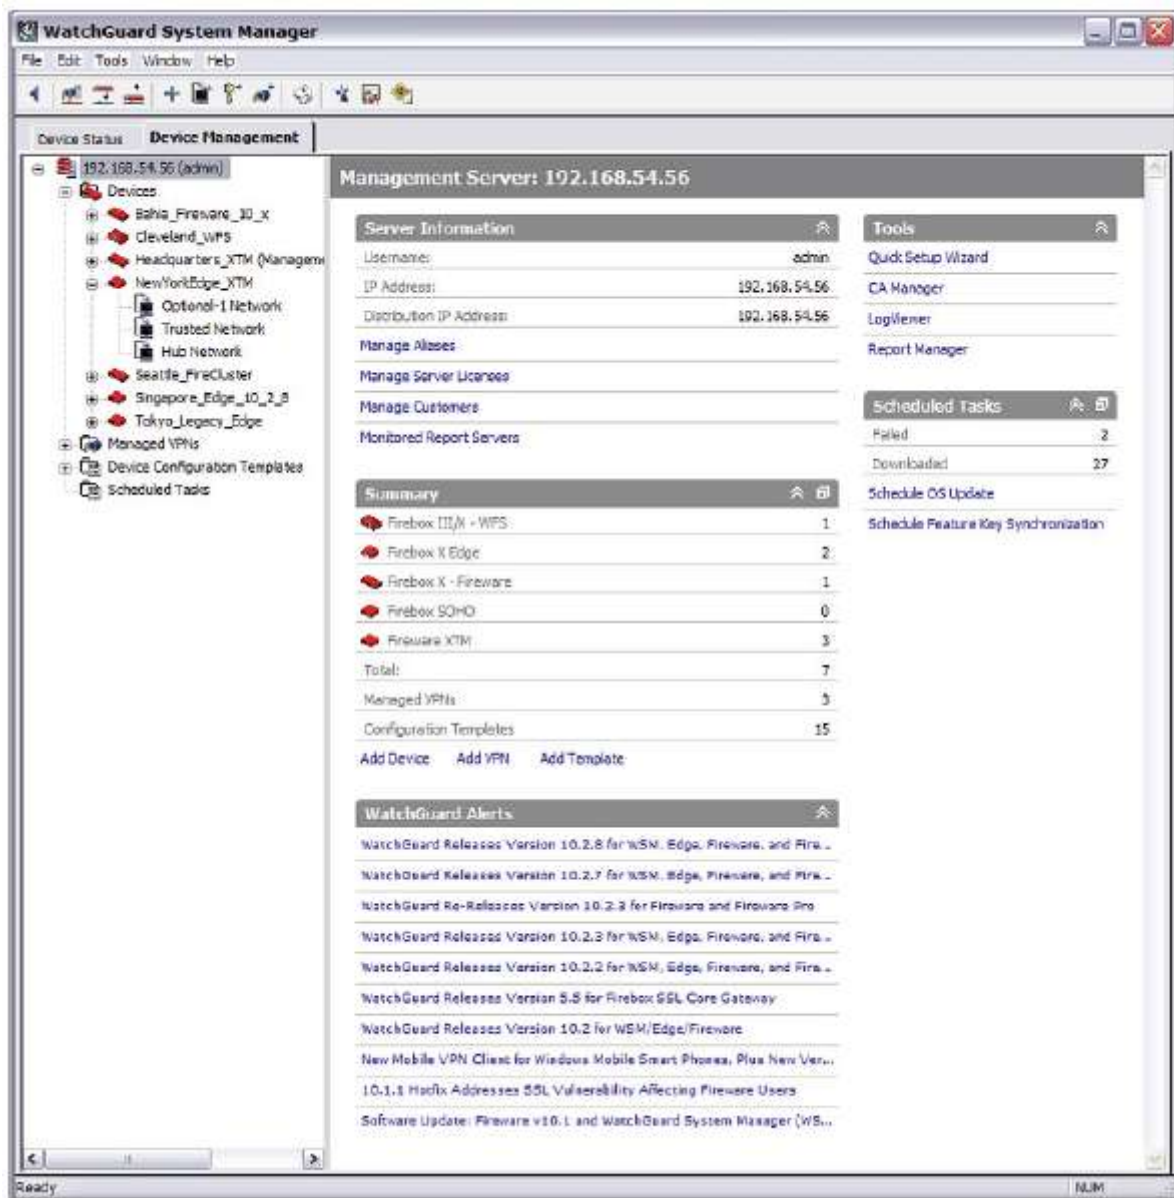 WatchGuard System Manager
File Edit Tools Window Help
Device Status Device Management
192.168.54.56 (admin)
Devices
Bahia_Fireware_10_x
Cleveland_WFS
Headquarters_XTM (Manageme
NewYorkEdge_XTM
Optional-1 Network
Trusted Network
Hub Network
Seattle_FireCluster
Singapore_Edge_10_2_8
Tokyo_Legacy_Edge
Managed VPNs
Device Configuration Templates
Scheduled Tasks
Management Server: 192.168.54.56
Server Information
Username: admin
IP Address: 192.168.54.56
Distribution IP Address: 192.168.54.56
Manage Aliases
Manage Server Licenses
Manage Customers
Monitored Report Servers
Summary
Firebox III/X - WFS 1
Firebox X Edge 2
Firebox X - Fireware 1
Firebox SOHO 0
Fireware XTM 3
Total: 7
Managed VPNs
Configuration Templates 15
Add Device Add VPN Add Template
WatchGuard Alerts
WatchGuard Releases Version 10.2.8 for WSM, Edge, Fireware, and Fire...
WatchGuard Releases Version 10.2.7 for WSM, Edge, Fireware, and Fire...
WatchGuard Re-Releases Version 10.2.3 for Fireware and Fireware Pro
WatchGuard Releases Version 10.2.3 for WSM, Edge, Fireware, and Fire...
WatchGuard Releases Version 10.2.2 for WSM, Edge, Fireware, and Fire...
WatchGuard Releases Version 5.5 for Firebox SSL Core Gateway
WatchGuard Releases Version 10.2 for WSM/Edge/Fireware
New Mobile VPN Client for Windows Mobile Smart Phones, Plus New Ver...
10.1.1 Hotfix Addresses SSL Vulnerability Affecting Fireware Users
Software Update: Fireware v10.1 and WatchGuard System Manager (WS...
Tools
Quick Setup Wizard
CA Manager
LogViewer
Report Manager
Scheduled Tasks
Failed 2
Downloaded 27
Schedule OS Update
Schedule Feature Key Synchronization
Ready NUM